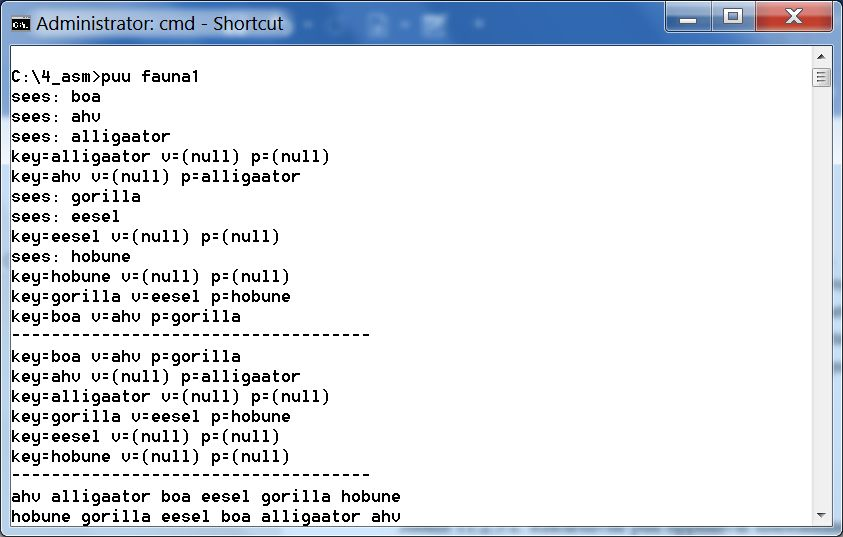 Administrator: cmd - Shortcut
C:\4_asm>puu fauna1
sees: boa
sees: ahv
sees: alligaator
key=alligaator v=(null) p=(null)
key=ahv v=(null) p=alligaator
sees: gorilla
sees: eesel
key=eesel v=(null) p=(null)
sees: hobune
key=hobune v=(null) p=(null)
key=gorilla v=eesel p=hobune
key=boa v=ahv p=gorilla
------------------------------------
key=boa v=ahv p=gorilla
key=ahv v=(null) p=alligaator
key=alligaator v=(null) p=(null)
key=gorilla v=eesel p=hobune
key=eesel v=(null) p=(null)
key=hobune v=(null) p=(null)
------------------------------------
ahv alligaator boa eesel gorilla hobune
hobune gorilla eesel boa alligaator ahv